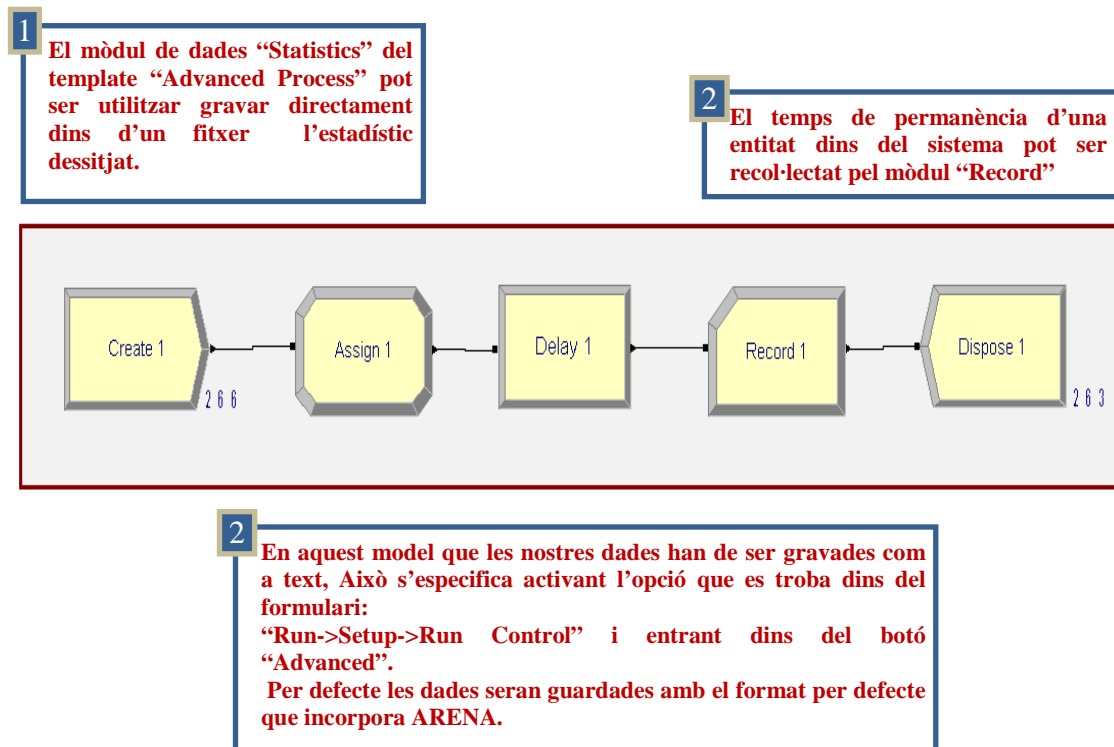 1
El mòdul de dades “Statistics” del
template “Advanced Process” pot
ser utilitzar gravar directament
dins d’un fitxer l’estadístic
dessitjat.
2
El temps de permanència d’una
entitat dins del sistema pot ser
recol·lectat pel mòdul “Record”
Create 1
Assign 1
Delay 1
Record 1
Dispose 1
2 6 6
2 6 3
2
En aquest model que les nostres dades han de ser gravades com
a text, Això s’especifica activant l’opció que es troba dins del
formulari:
“Run->Setup->Run Control” i entrant dins del botó
“Advanced”.
Per defecte les dades seran guardades amb el format per defecte
que incorpora ARENA.